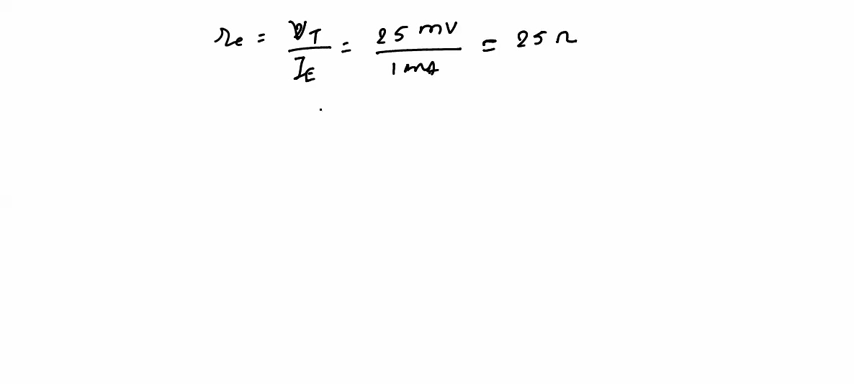 re = VT / IE = 25 mV / 1 mA = 25 Ω